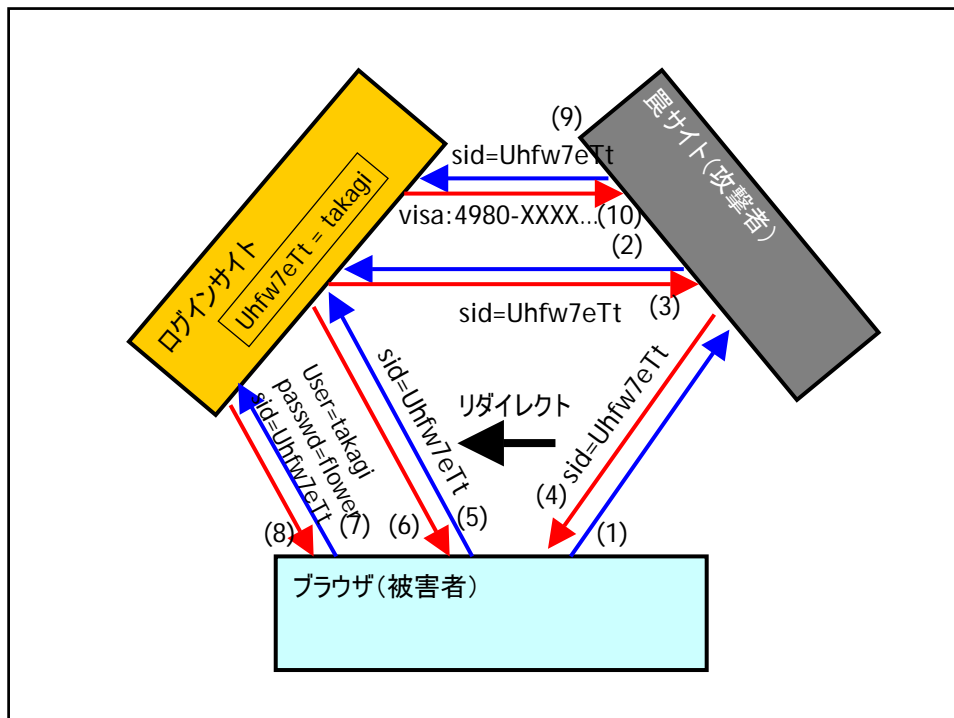 (9)
sid=Uhfw7eTt
visa:4980-XXXX...(10)
(2)
(3)
sid=Uhfw7eTt
罠サイト(攻撃者)
ログインサイト
Uhfw7eTt = takagi
sid=Uhfw7eTt
リダイレクト
sid=Uhfw7eTt
User=takagi
passwd=flower
sid=Uhfw7eTt
(8)
(7)
(6)
(5)
(4)
(1)
ブラウザ(被害者)